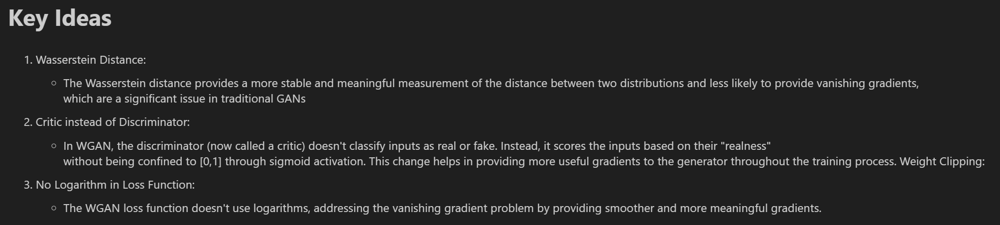 Key Ideas
1. Wasserstein Distance:
○ The Wasserstein distance provides a more stable and meaningful measurement of the distance between two distributions and less likely to provide vanishing gradients,
which are a significant issue in traditional GANs
2. Critic instead of Discriminator:
○ In WGAN, the discriminator (now called a critic) doesn't classify inputs as real or fake. Instead, it scores the inputs based on their "realness"
without being confined to [0,1] through sigmoid activation. This change helps in providing more useful gradients to the generator throughout the training process. Weight Clipping:
3. No Logarithm in Loss Function:
○ The WGAN loss function doesn't use logarithms, addressing the vanishing gradient problem by providing smoother and more meaningful gradients.